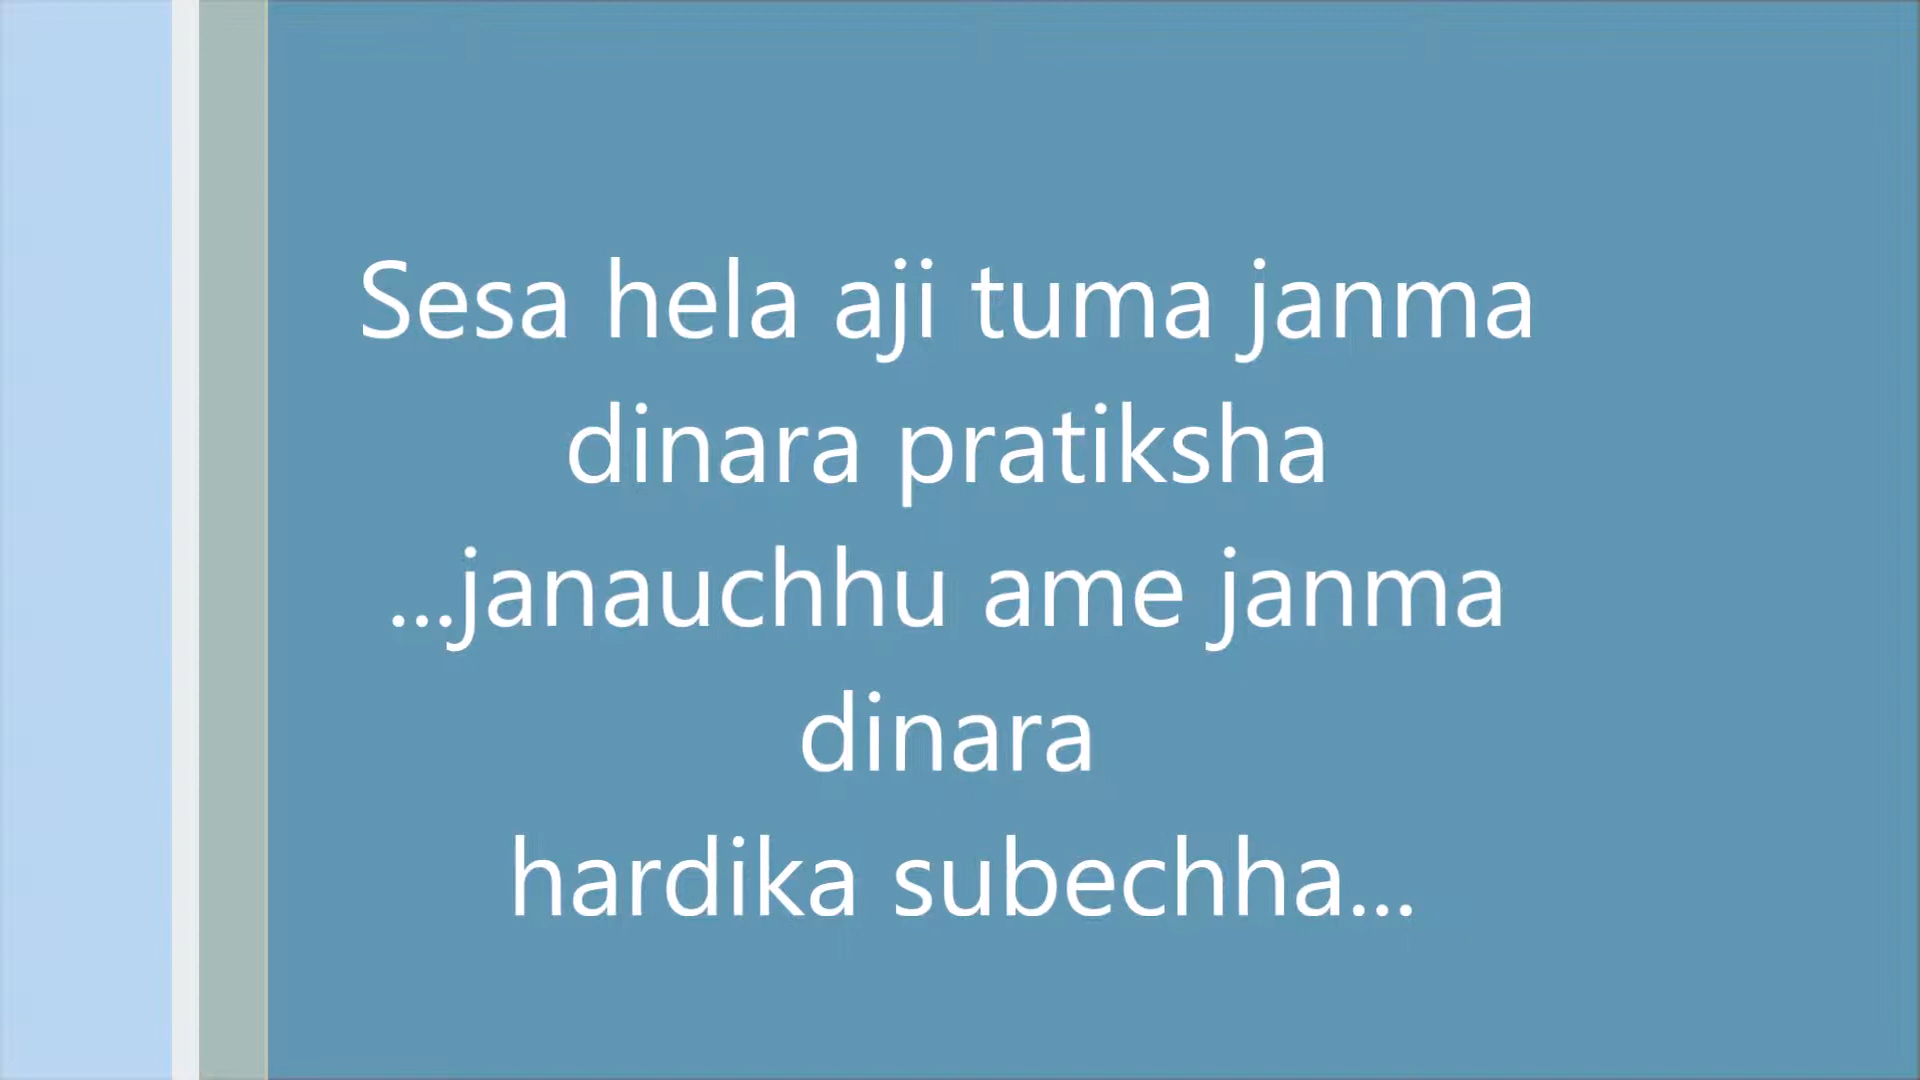 Sesa hela aji tuma janma
dinara pratiksha
...janauchhu ame janma
dinara
hardika subechha...